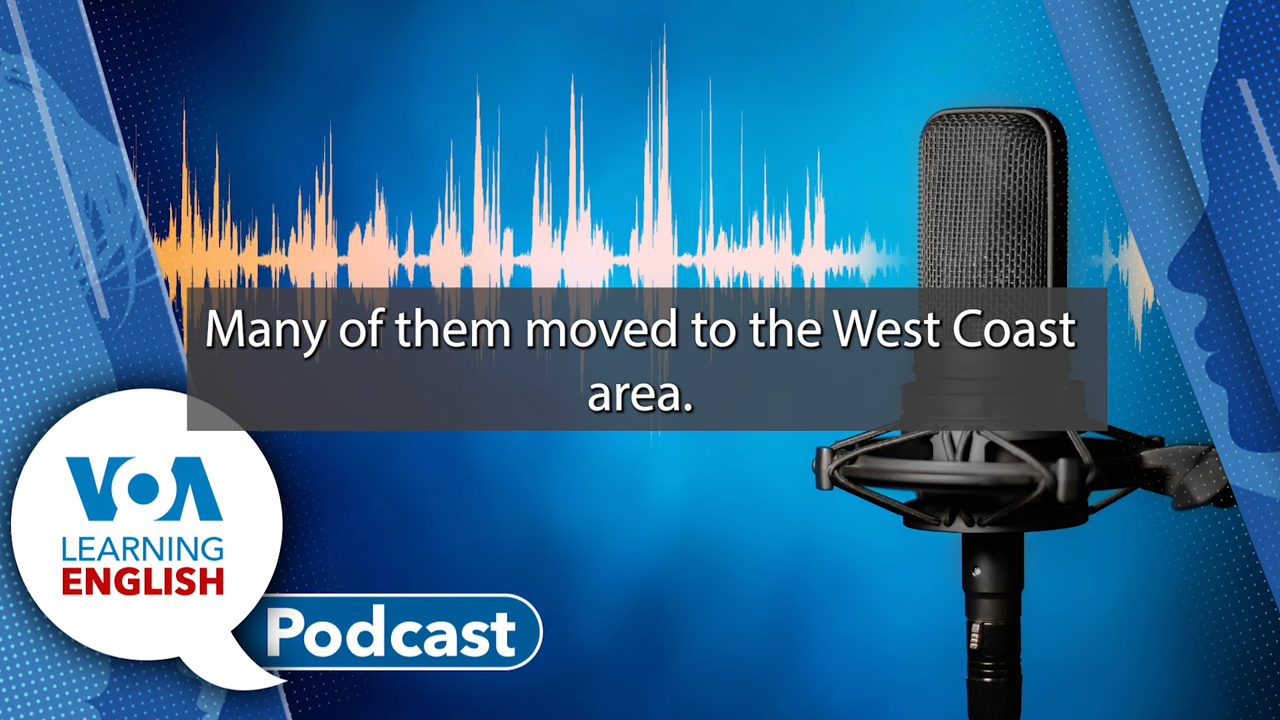 Many of them moved to the West Coast
area.
VOA
LEARNING
ENGLISH
Podcast